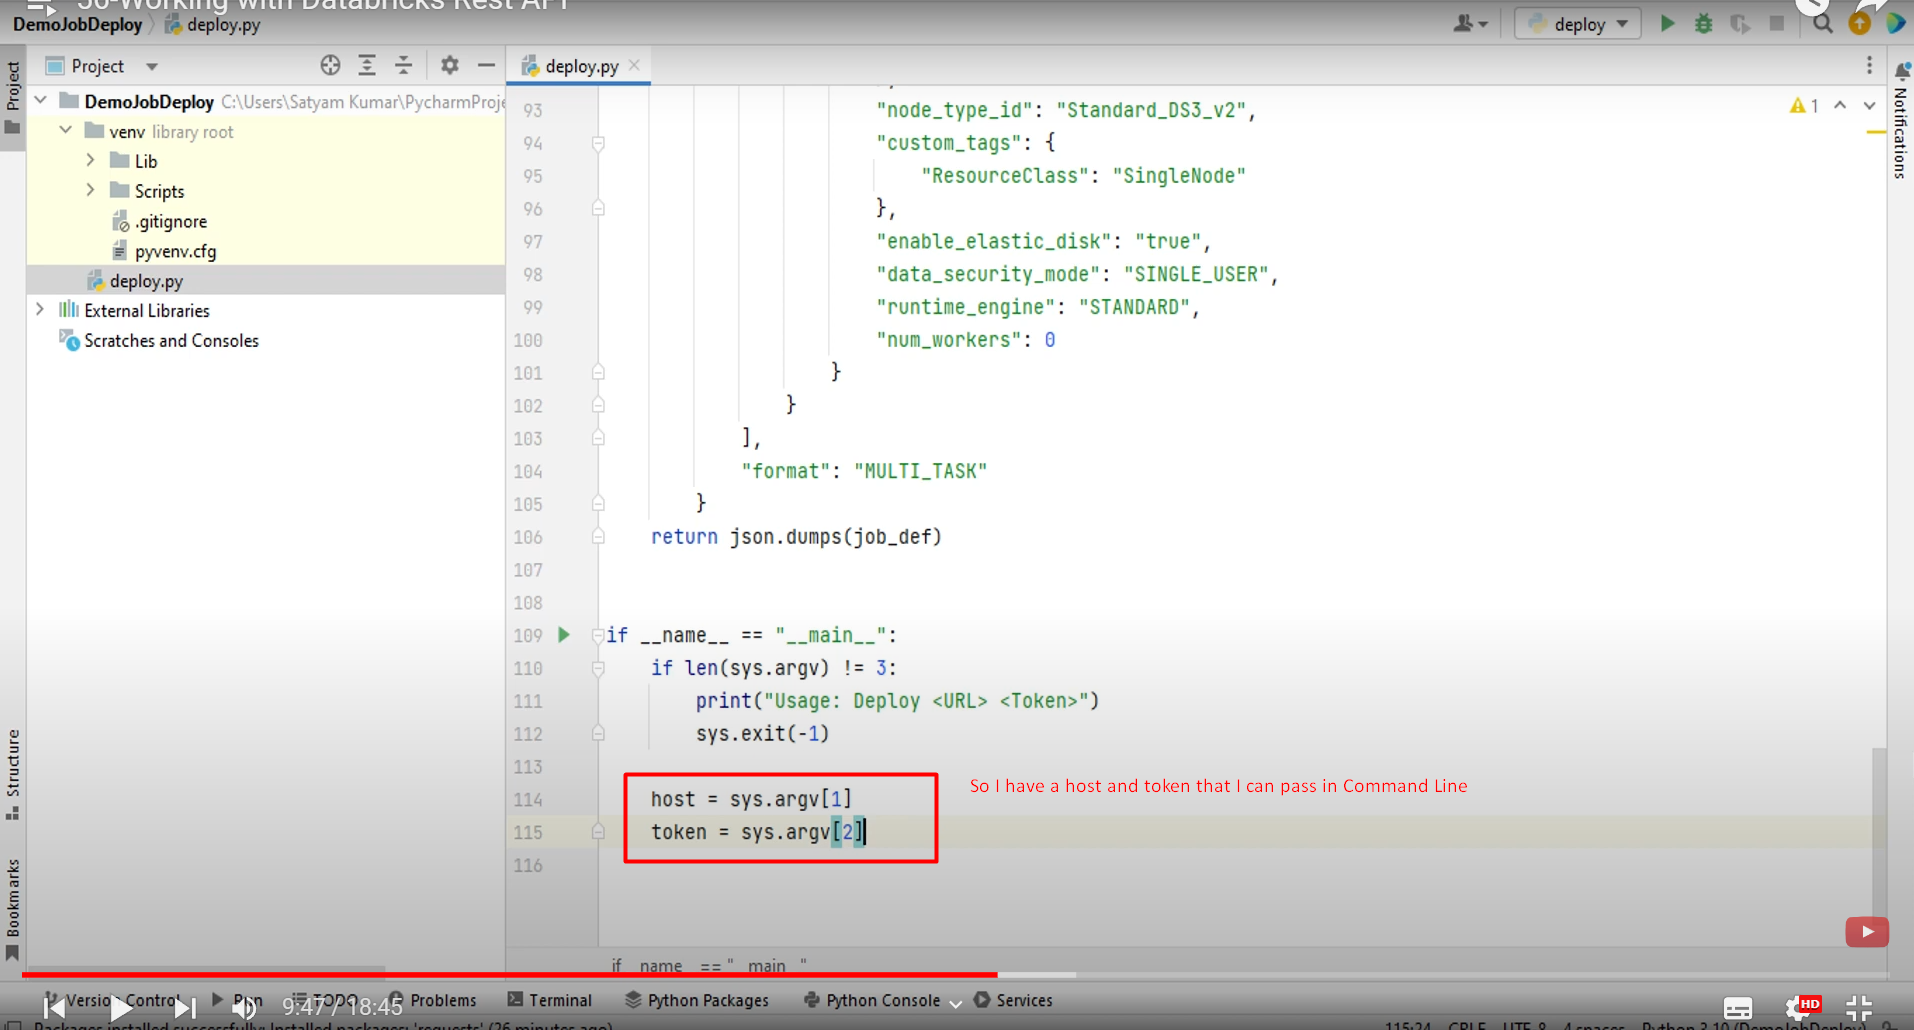 36-Working with Databricks Rest API
DemoJobDeploy
deploy.py
deploy
Project
Project
deploy.py
DemoJobDeploy C:\Users\Satyam Kumar\PycharmProje
venv library root
Lib
Scripts
.gitignore
pyvenv.cfg
deploy.py
External Libraries
Scratches and Consoles
1
Notifications
93 "node_type_id": "Standard_DS3_v2",
94 "custom_tags": {
95 "ResourceClass": "SingleNode"
96 },
97 "enable_elastic_disk": "true",
98 "data_security_mode": "SINGLE_USER",
99 "runtime_engine": "STANDARD",
100 "num_workers": 0
101 }
102 }
103 ],
104 "format": "MULTI_TASK"
105 }
106 return json.dumps(job_def)
107
108
109 if __name__ == "__main__":
110 if len(sys.argv) != 3:
111 print("Usage: Deploy <URL> <Token>")
112 sys.exit(-1)
113
114 host = sys.argv[1]
115 token = sys.argv[2]
116
So I have a host and token that I can pass in Command Line
Structure
Bookmarks
if __name__ == "__main__"
Version Control
Run
TODO
Problems
Terminal
Python Packages
Python Console
Services
9:47 / 18:45
HD
Packages installed successfully: Installed packages: 'requests' (26 minutes ago)
115:24 CRLF UTF-8 4 spaces Python 3.10 (DemoJobDeploy)